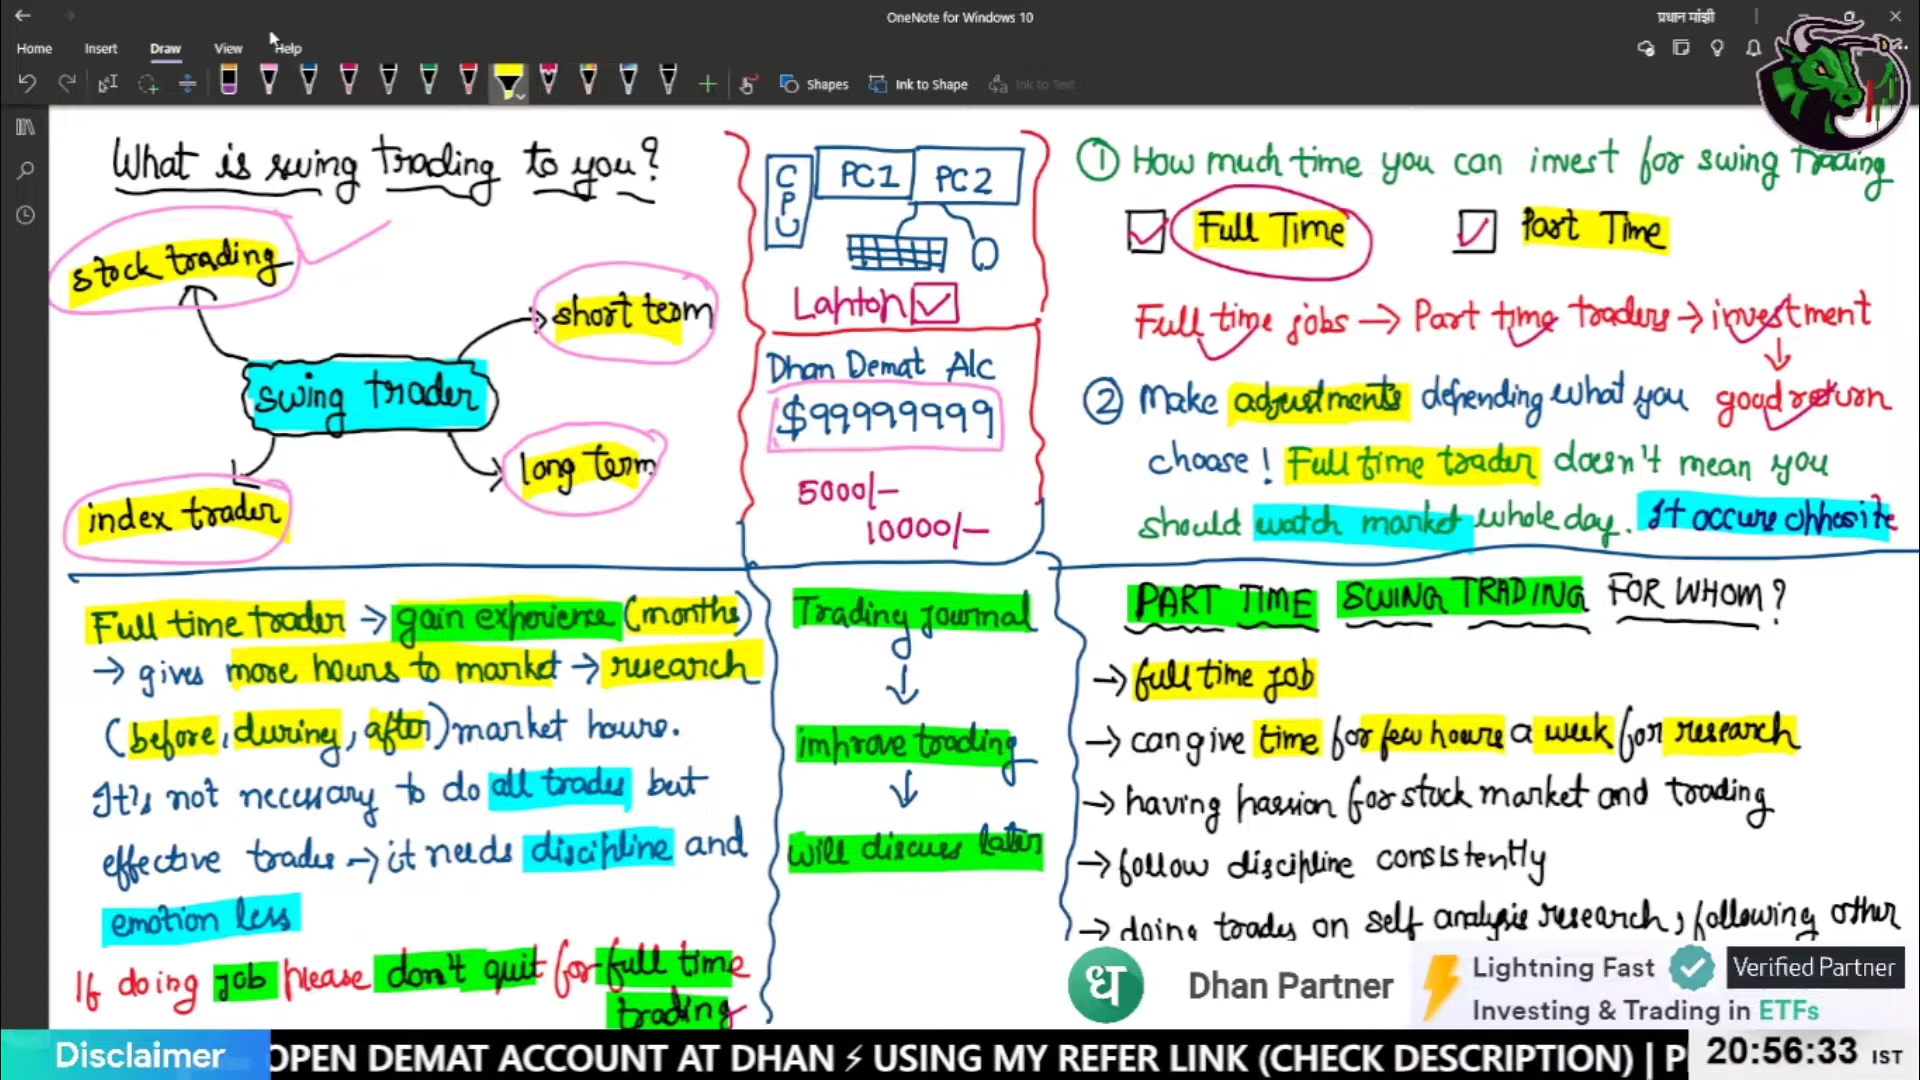 OneNote for Windows 10
प्रधान मांझी
Home Insert Draw View Help
Shapes Ink to Shape Ink to Text
What is swing trading to you?
stock trading
short term
swing trader
long term
index trader
CPU
PC1 PC2
Laptop
Dhan Demat A/c
$99999999
5000/-
10000/-
① How much time you can invest for swing trading
Full Time Part Time
Full time jobs → Part time traders → investment
↓
② Make adjustments depending what you good return
choose! Full time trader doesn't mean you
should watch market whole day. It occurs opposite
Full time trader → gain experience (months)
→ gives more hours to market → research
(before, during, after) market hours.
It's not necessary to do all trades but
effective trades → it needs discipline and
emotion less
If doing job please don't quit for full time
trading
Trading journal
↓
improve trading
↓
will discuss later
PART TIME SWING TRADING FOR WHOM?
→ full time job
→ can give time for few hours a week for research
→ having passion for stock market and trading
→ follow discipline consistently
→ doing trades on self analysis research, following other
ध Dhan Partner
Lightning Fast
Investing & Trading in ETFs
Verified Partner
Disclaimer
OPEN DEMAT ACCOUNT AT DHAN ⚡ USING MY REFER LINK (CHECK DESCRIPTION) | P
20:56:33 IST